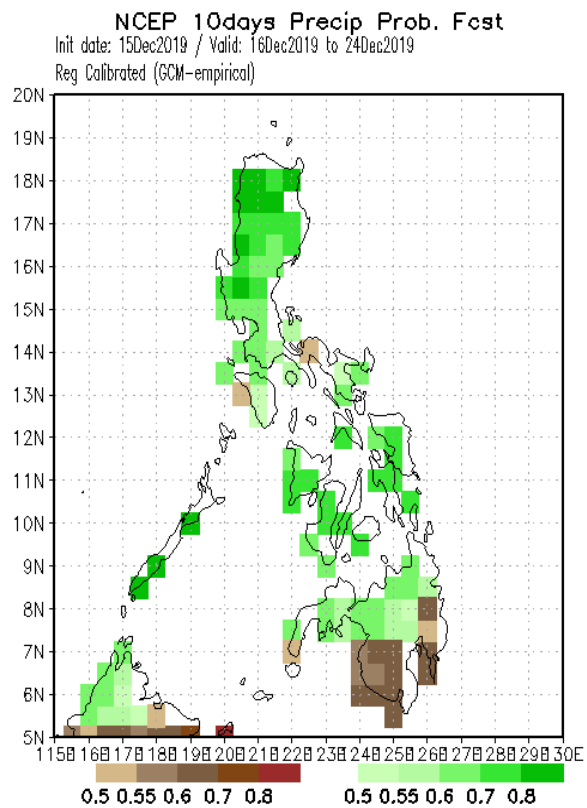 NCEP 10days Precip Prob. Fcst
Init date: 15Dec2019 / Valid: 16Dec2019 to 24Dec2019
Reg Calibrated (GCM-empirical)
20N
19N
18N
17N
16N
15N
14N
13N
12N
11N
10N
9N
8N
7N
6N
5N
115E 116E 117E 118E 119E 120E 121E 122E 123E 124E 125E 126E 127E 128E 129E 130E
0.5 0.55 0.6 0.7 0.8 0.5 0.55 0.6 0.7 0.8